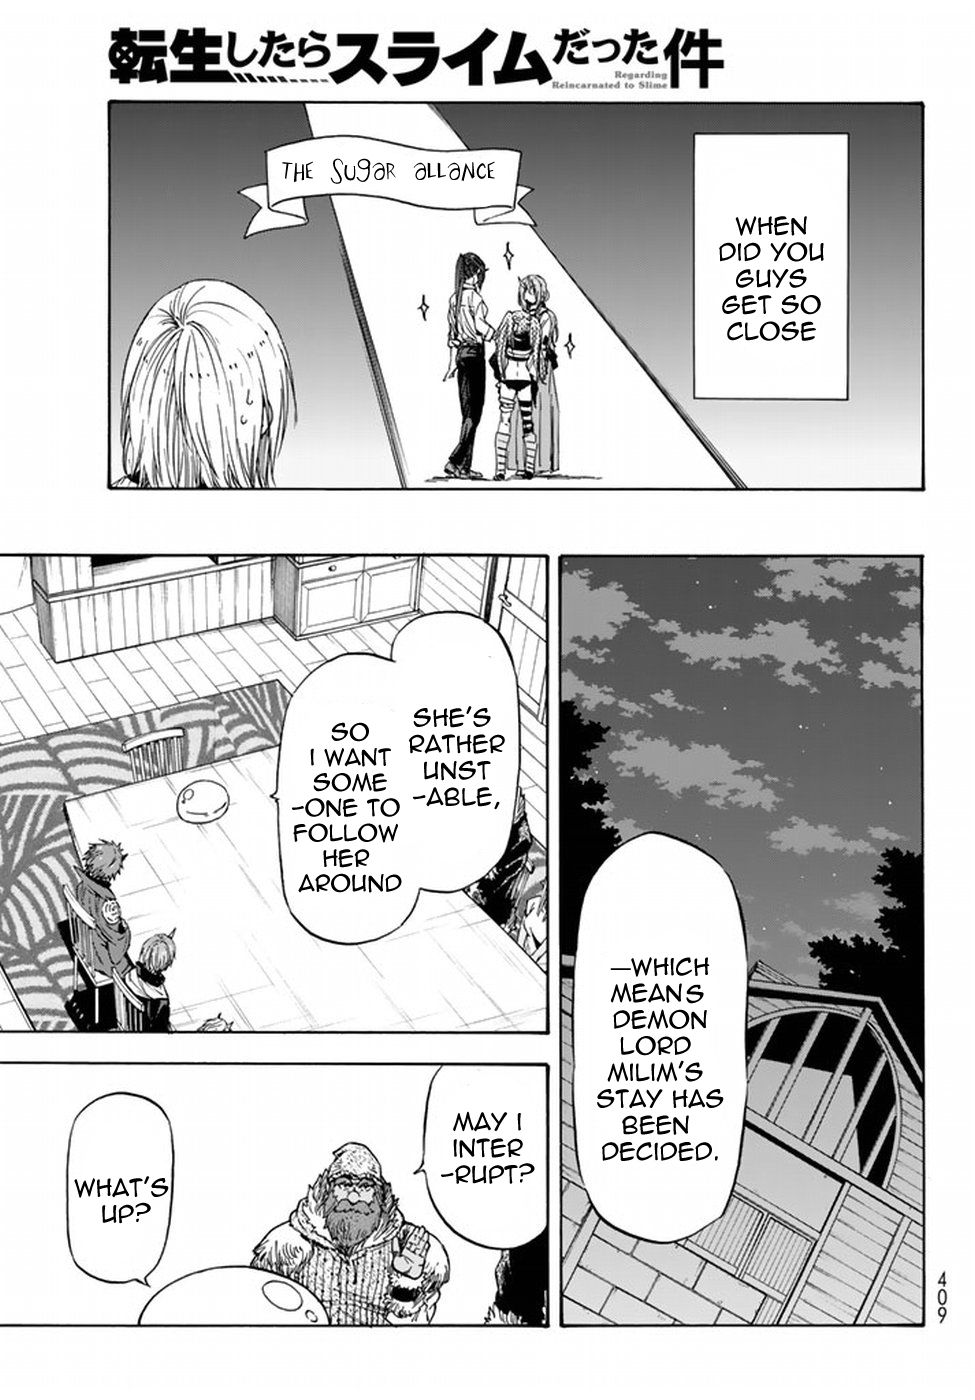 転生したらスライムだった件
Regarding
Reincarnated to Slime
THE SUgar aLLaNCE
WHEN
DID YOU
GUYS
GET SO
CLOSE
—WHICH
MEANS
DEMON
LORD
MILIM'S
STAY HAS
BEEN
DECIDED.
SHE'S
RATHER
UNST
-ABLE,
SO
I WANT
SOME
-ONE TO
FOLLOW
HER
AROUND
MAY I
INTER
-RUPT?
WHAT'S
UP?
409